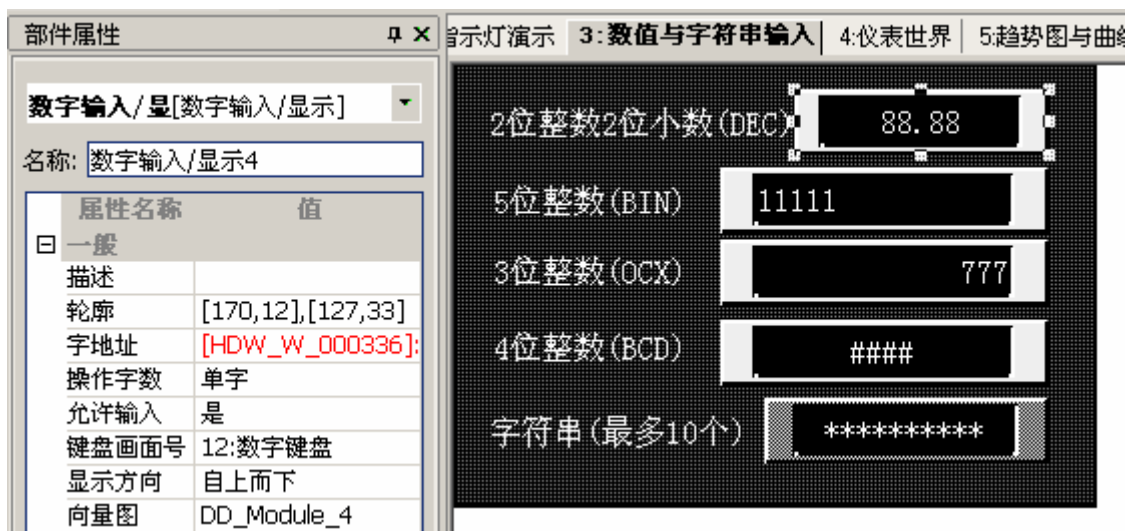 部件属性
指示灯演示 3:数值与字符串输入 4:仪表世界 5:趋势图与曲线
数字输入/显[数字输入/显示]
名称: 数字输入/显示4
属性名称 值
一般
描述
轮廓 [170,12],[127,33]
字地址 [HDW_W_000336]:
操作字数 单字
允许输入 是
键盘画面号 12:数字键盘
显示方向 自上而下
向量图 DD_Module_4
2位整数2位小数(DEC) 88.88
5位整数(BIN) 11111
3位整数(OCX) 777
4位整数(BCD) ####
字符串(最多10个) **********